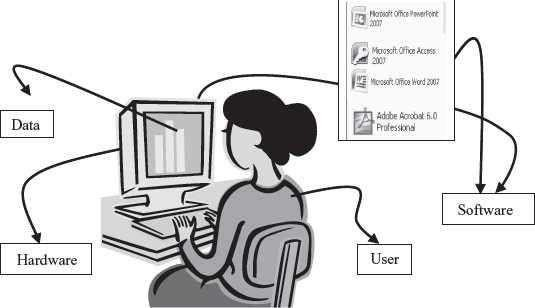 Microsoft Office PowerPoint
2007
Microsoft Office Access
2007
Microsoft Office Word 2007
Adobe Acrobat 6.0
Professional
Data
Software
Hardware
User